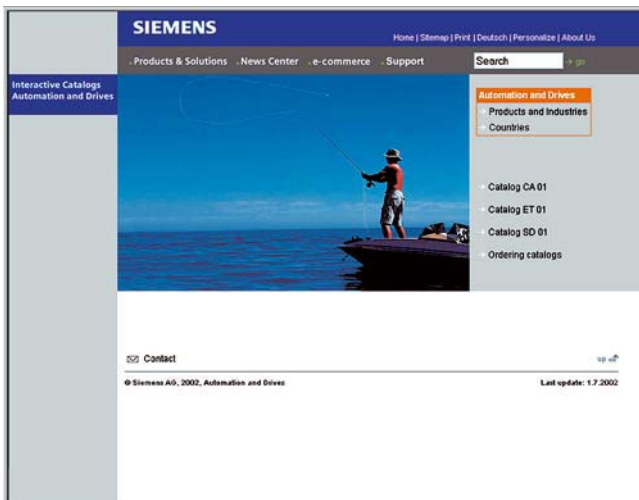 SIEMENS
Home | Sitemap | Print | Deutsch | Personalize | About Us
Products & Solutions News Center e-commerce Support Search go
Interactive Catalogs
Automation and Drives
Automation and Drives
Products and Industries
Countries
Catalog CA 01
Catalog ET 01
Catalog SD 01
Ordering catalogs
Contact up
© Siemens AG, 2002, Automation and Drives Last update: 1.7.2002